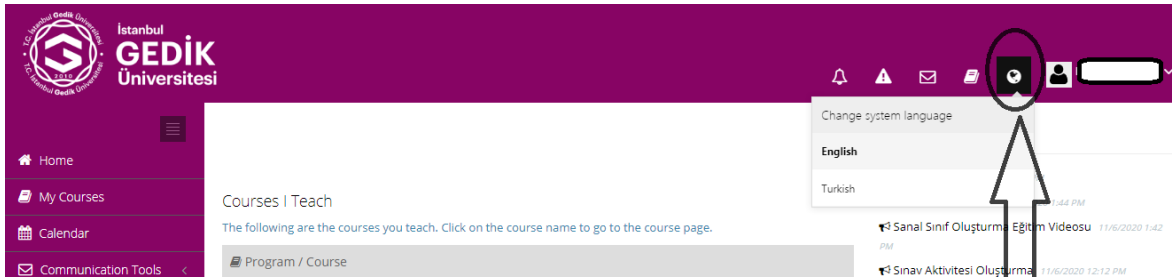 İstanbul
GEDİK
Üniversitesi
T.C. İstanbul Gedik Üniversitesi
2010
Change system language
English
Turkish
Home
My Courses
Calendar
Communication Tools
Courses I Teach
The following are the courses you teach. Click on the course name to go to the course page.
Program / Course
1:44 PM
Sanal Sınıf Oluşturma Eğitim Videosu 11/6/2020 1:42
PM
Sınav Aktivitesi Oluşturma 11/6/2020 12:12 PM